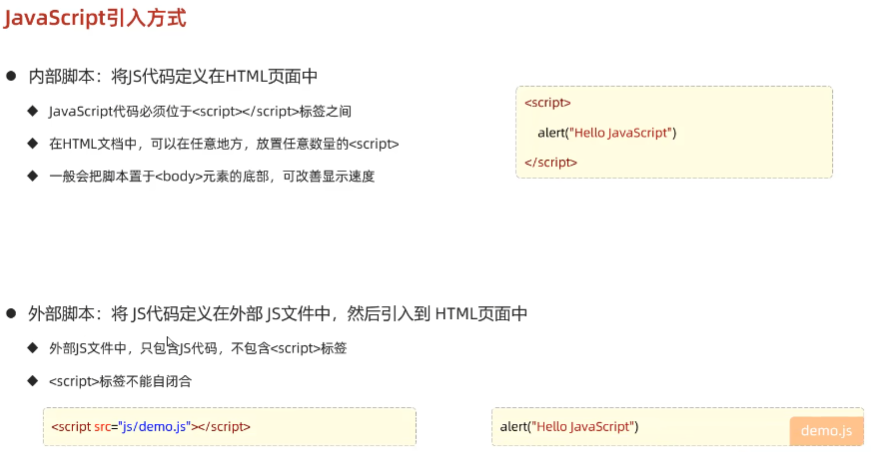 JavaScript引入方式
内部脚本：将JS代码定义在HTML页面中
JavaScript代码必须位于<script></script>标签之间
在HTML文档中，可以在任意地方，放置任意数量的<script>
一般会把脚本置于<body>元素的底部，可改善显示速度
<script>
alert("Hello JavaScript")
</script>
外部脚本：将 JS代码定义在外部 JS文件中，然后引入到 HTML页面中
外部JS文件中，只包含JS代码，不包含<script>标签
<script>标签不能自闭合
<script src="js/demo.js"></script>
alert("Hello JavaScript")
demo.js